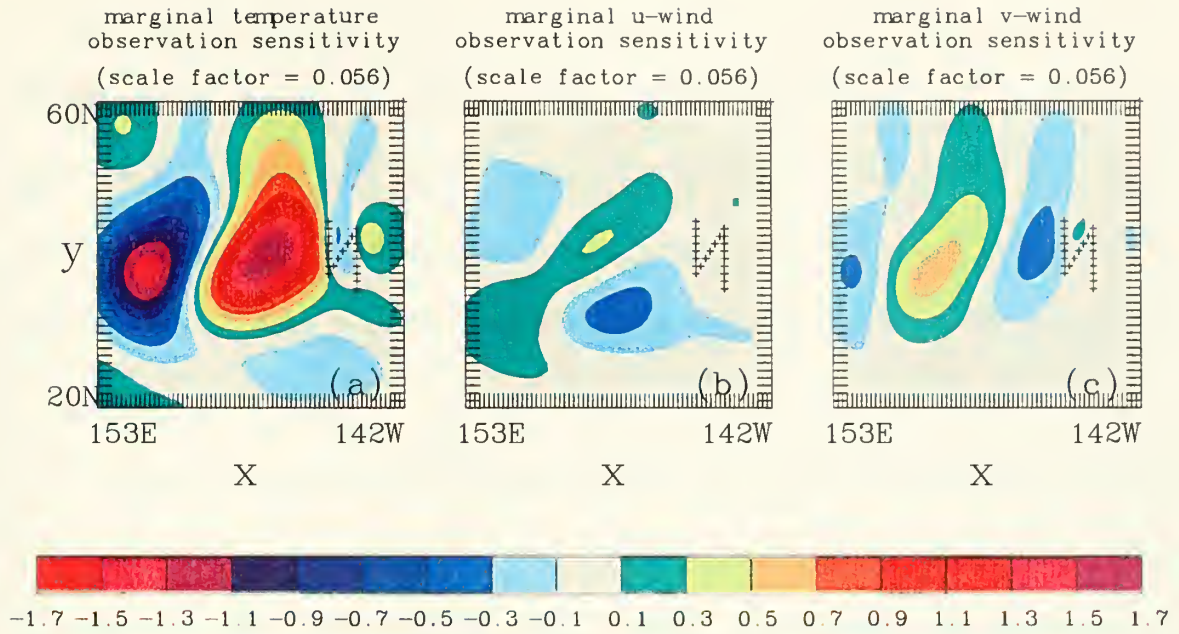 marginal temperature observation sensitivity
(scale factor = 0.056)
marginal u-wind observation sensitivity
(scale factor = 0.056)
marginal v-wind observation sensitivity
(scale factor = 0.056)
60N
y
20N
(a)
(b)
(c)
153E 142W
153E 142W
153E 142W
X
X
X
-1.7 -1.5 -1.3 -1.1 -0.9 -0.7 -0.5 -0.3 -0.1 0.1 0.3 0.5 0.7 0.9 1.1 1.3 1.5 1.7